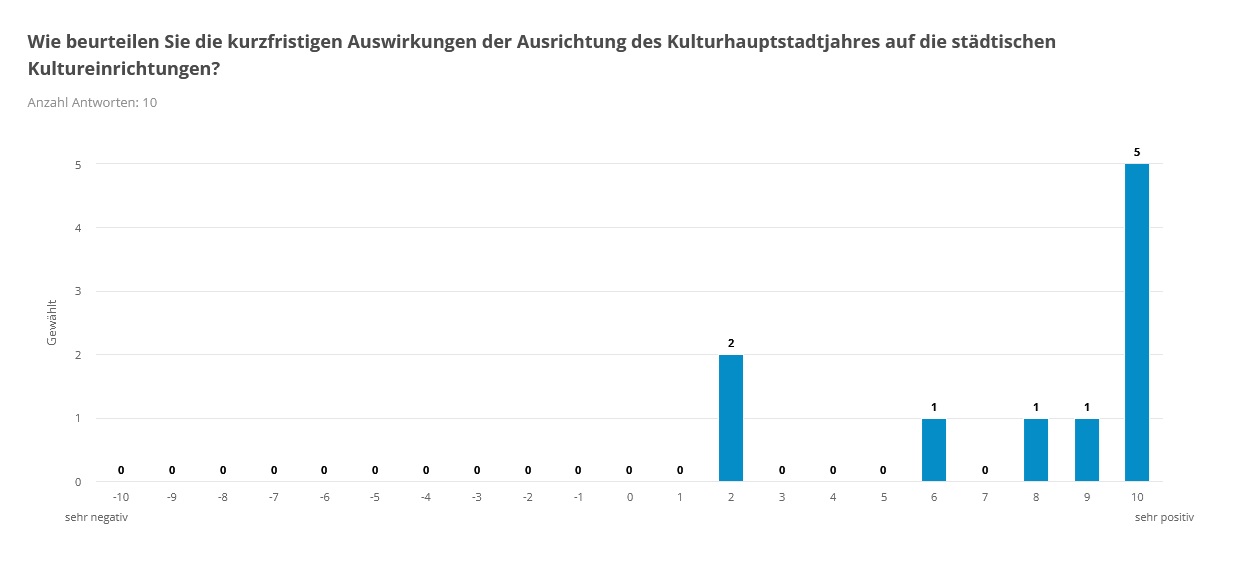 Wie beurteilen Sie die kurzfristigen Auswirkungen der Ausrichtung des Kulturhauptstadtjahres auf die städtischen
Kultureinrichtungen?
Anzahl Antworten: 10
5
5
4
3
Gewählt
2
2
1
1
1
1
0 0 0 0 0 0 0 0 0 0 0 0 0 0 0 0
0
-10 -9 -8 -7 -6 -5 -4 -3 -2 -1 0 1 2 3 4 5 6 7 8 9 10
sehr negativ sehr positiv